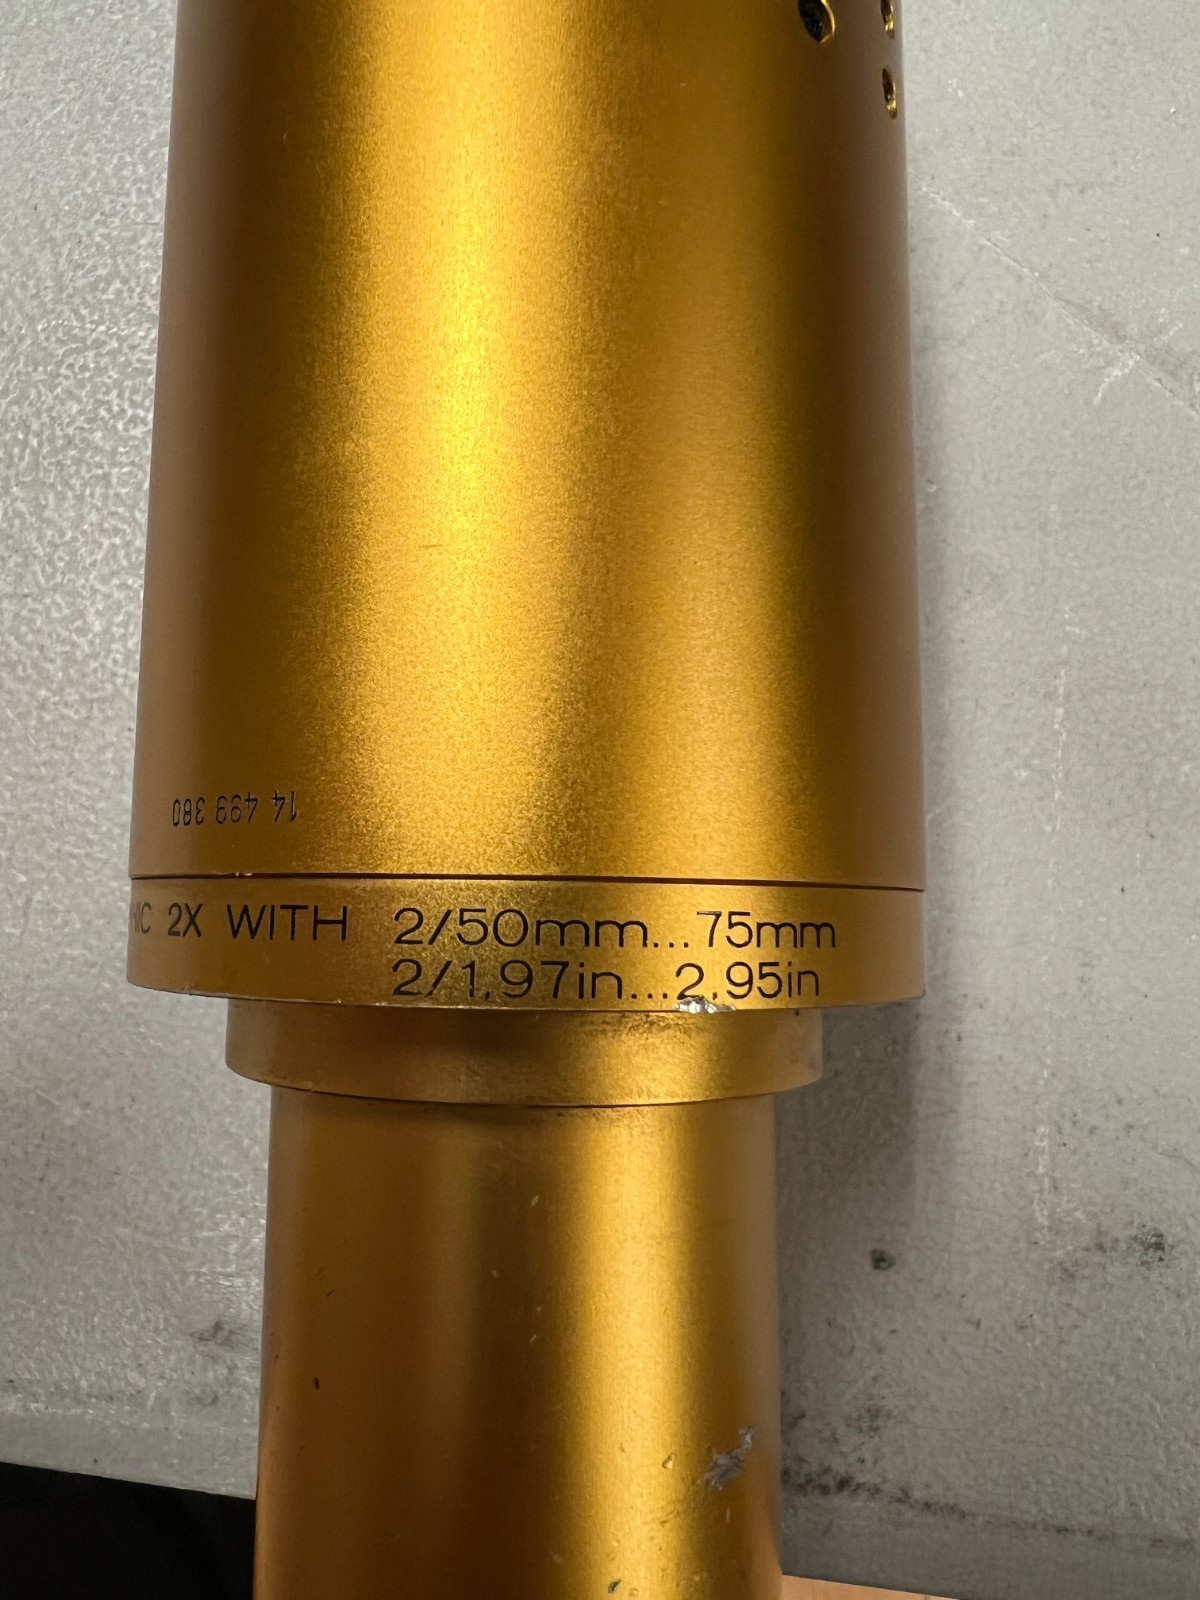 14 499 380
HIC 2X WITH 2/50mm...75mm
2/1,97in...2,95in